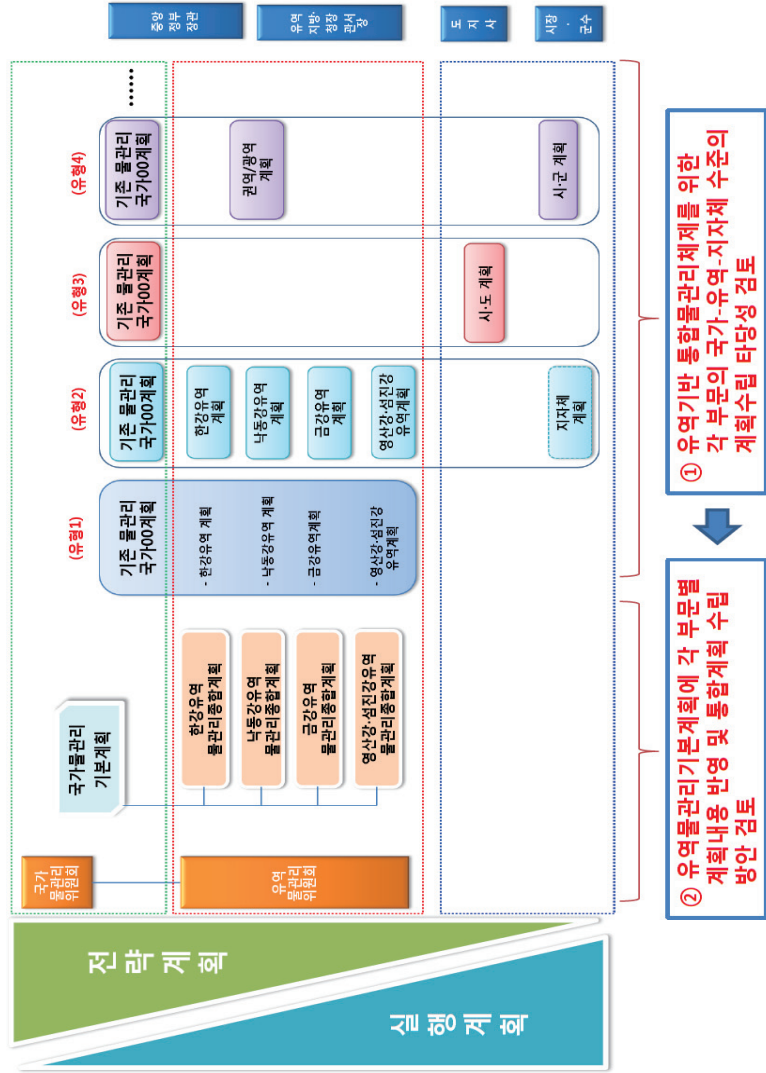 전략계획
실행계획
국가
물관리
위원회
유역
물관리
위원회
국가물관리
기본계획
한강유역
물관리종합계획
낙동강유역
물관리종합계획
금강유역
물관리종합계획
영산강·섬진강유역
물관리종합계획
(유형1)
기존 물관리
국가00계획
- 한강유역 계획
- 낙동강유역 계획
- 금강유역계획
- 영산강·섬진강
유역계획
(유형2)
기존 물관리
국가00계획
한강유역
계획
낙동강유역
계획
금강유역
계획
영산강·섬진강
유역계획
지자체
계획
(유형3)
기존 물관리
국가00계획
시·도 계획
(유형4)
기존 물관리
국가00계획
권역/광역
계획
시·군 계획
......
중앙
정부
장관
유역
지방·
청장
관서
장
도
지
사
시장
·
군수
② 유역물관리기본계획에 각 부문별
계획내용 반영 및 통합계획 수립
방안 검토
① 유역기반 통합물관리체제를 위한
각 부문의 국가-유역-지자체 수준의
계획수립 타당성 검토